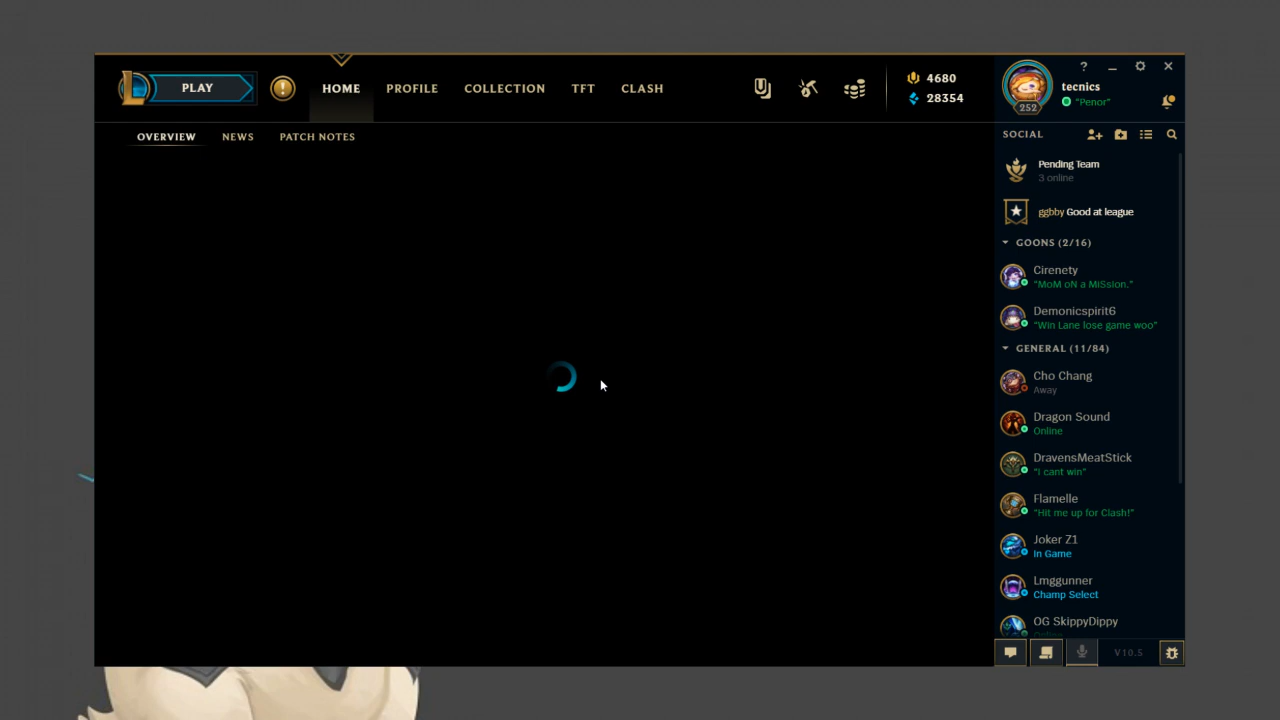 PLAY
HOME
PROFILE
COLLECTION
TFT
CLASH
4680
28354
?
252
tecnics
"Penor"
OVERVIEW
NEWS
PATCH NOTES
SOCIAL
Pending Team
3 online
ggbby Good at league
GOONS (2/16)
Cirenety
"MoM oN a MiSsion."
Demonicspirit6
"Win Lane lose game woo"
GENERAL (11/84)
Cho Chang
Away
Dragon Sound
Online
DravensMeatStick
"I cant win"
Flamelle
"Hit me up for Clash!"
Joker Z1
In Game
Lmggunner
Champ Select
OG SkippyDippy
Online
V10.5